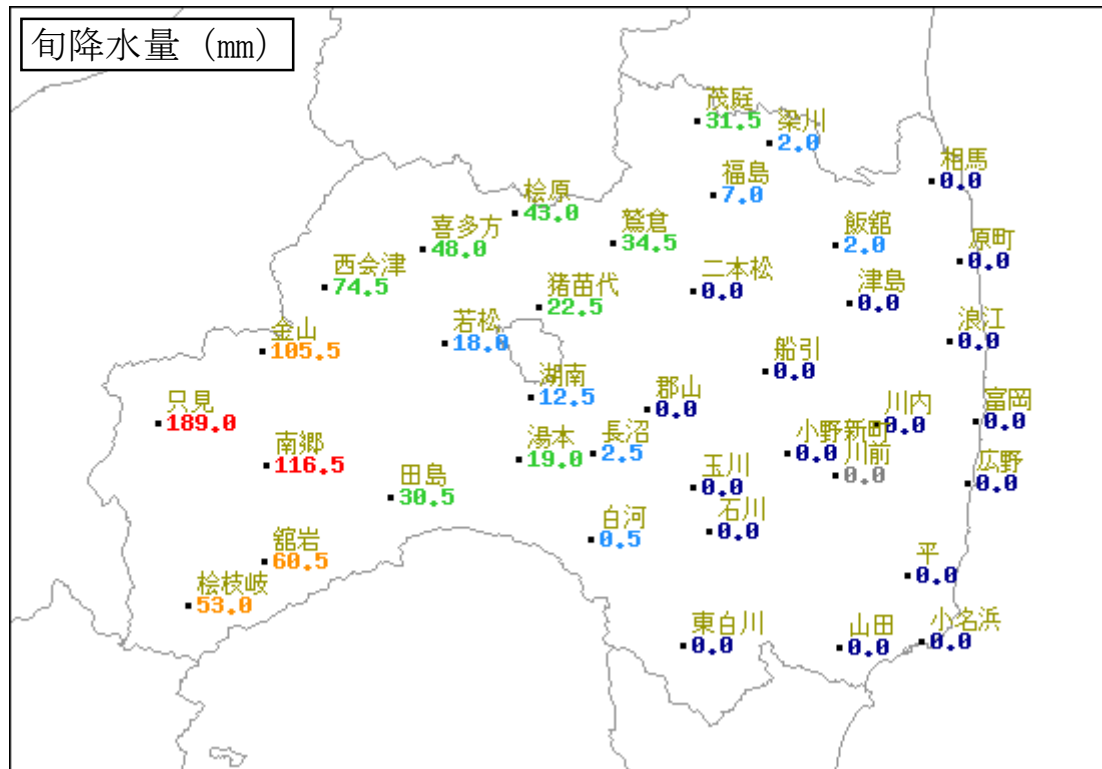 旬降水量 (mm)
茂庭
31.5
梁川
2.0
相馬
0.0
福島
7.0
桧原
43.0
鷲倉
34.5
喜多方
48.0
飯舘
2.0
原町
0.0
西会津
74.5
猪苗代
22.5
二本松
0.0
津島
0.0
金山
105.5
若松
18.0
浪江
0.0
船引
0.0
湖南
12.5
郡山
0.0
只見
189.0
川内
0.0
富岡
0.0
南郷
116.5
湯本
19.0
長沼
2.5
小野新町
0.0
川前
0.0
広野
0.0
田島
30.5
玉川
0.0
白河
0.5
石川
0.0
舘岩
60.5
平
0.0
桧枝岐
53.0
東白川
0.0
山田
0.0
小名浜
0.0